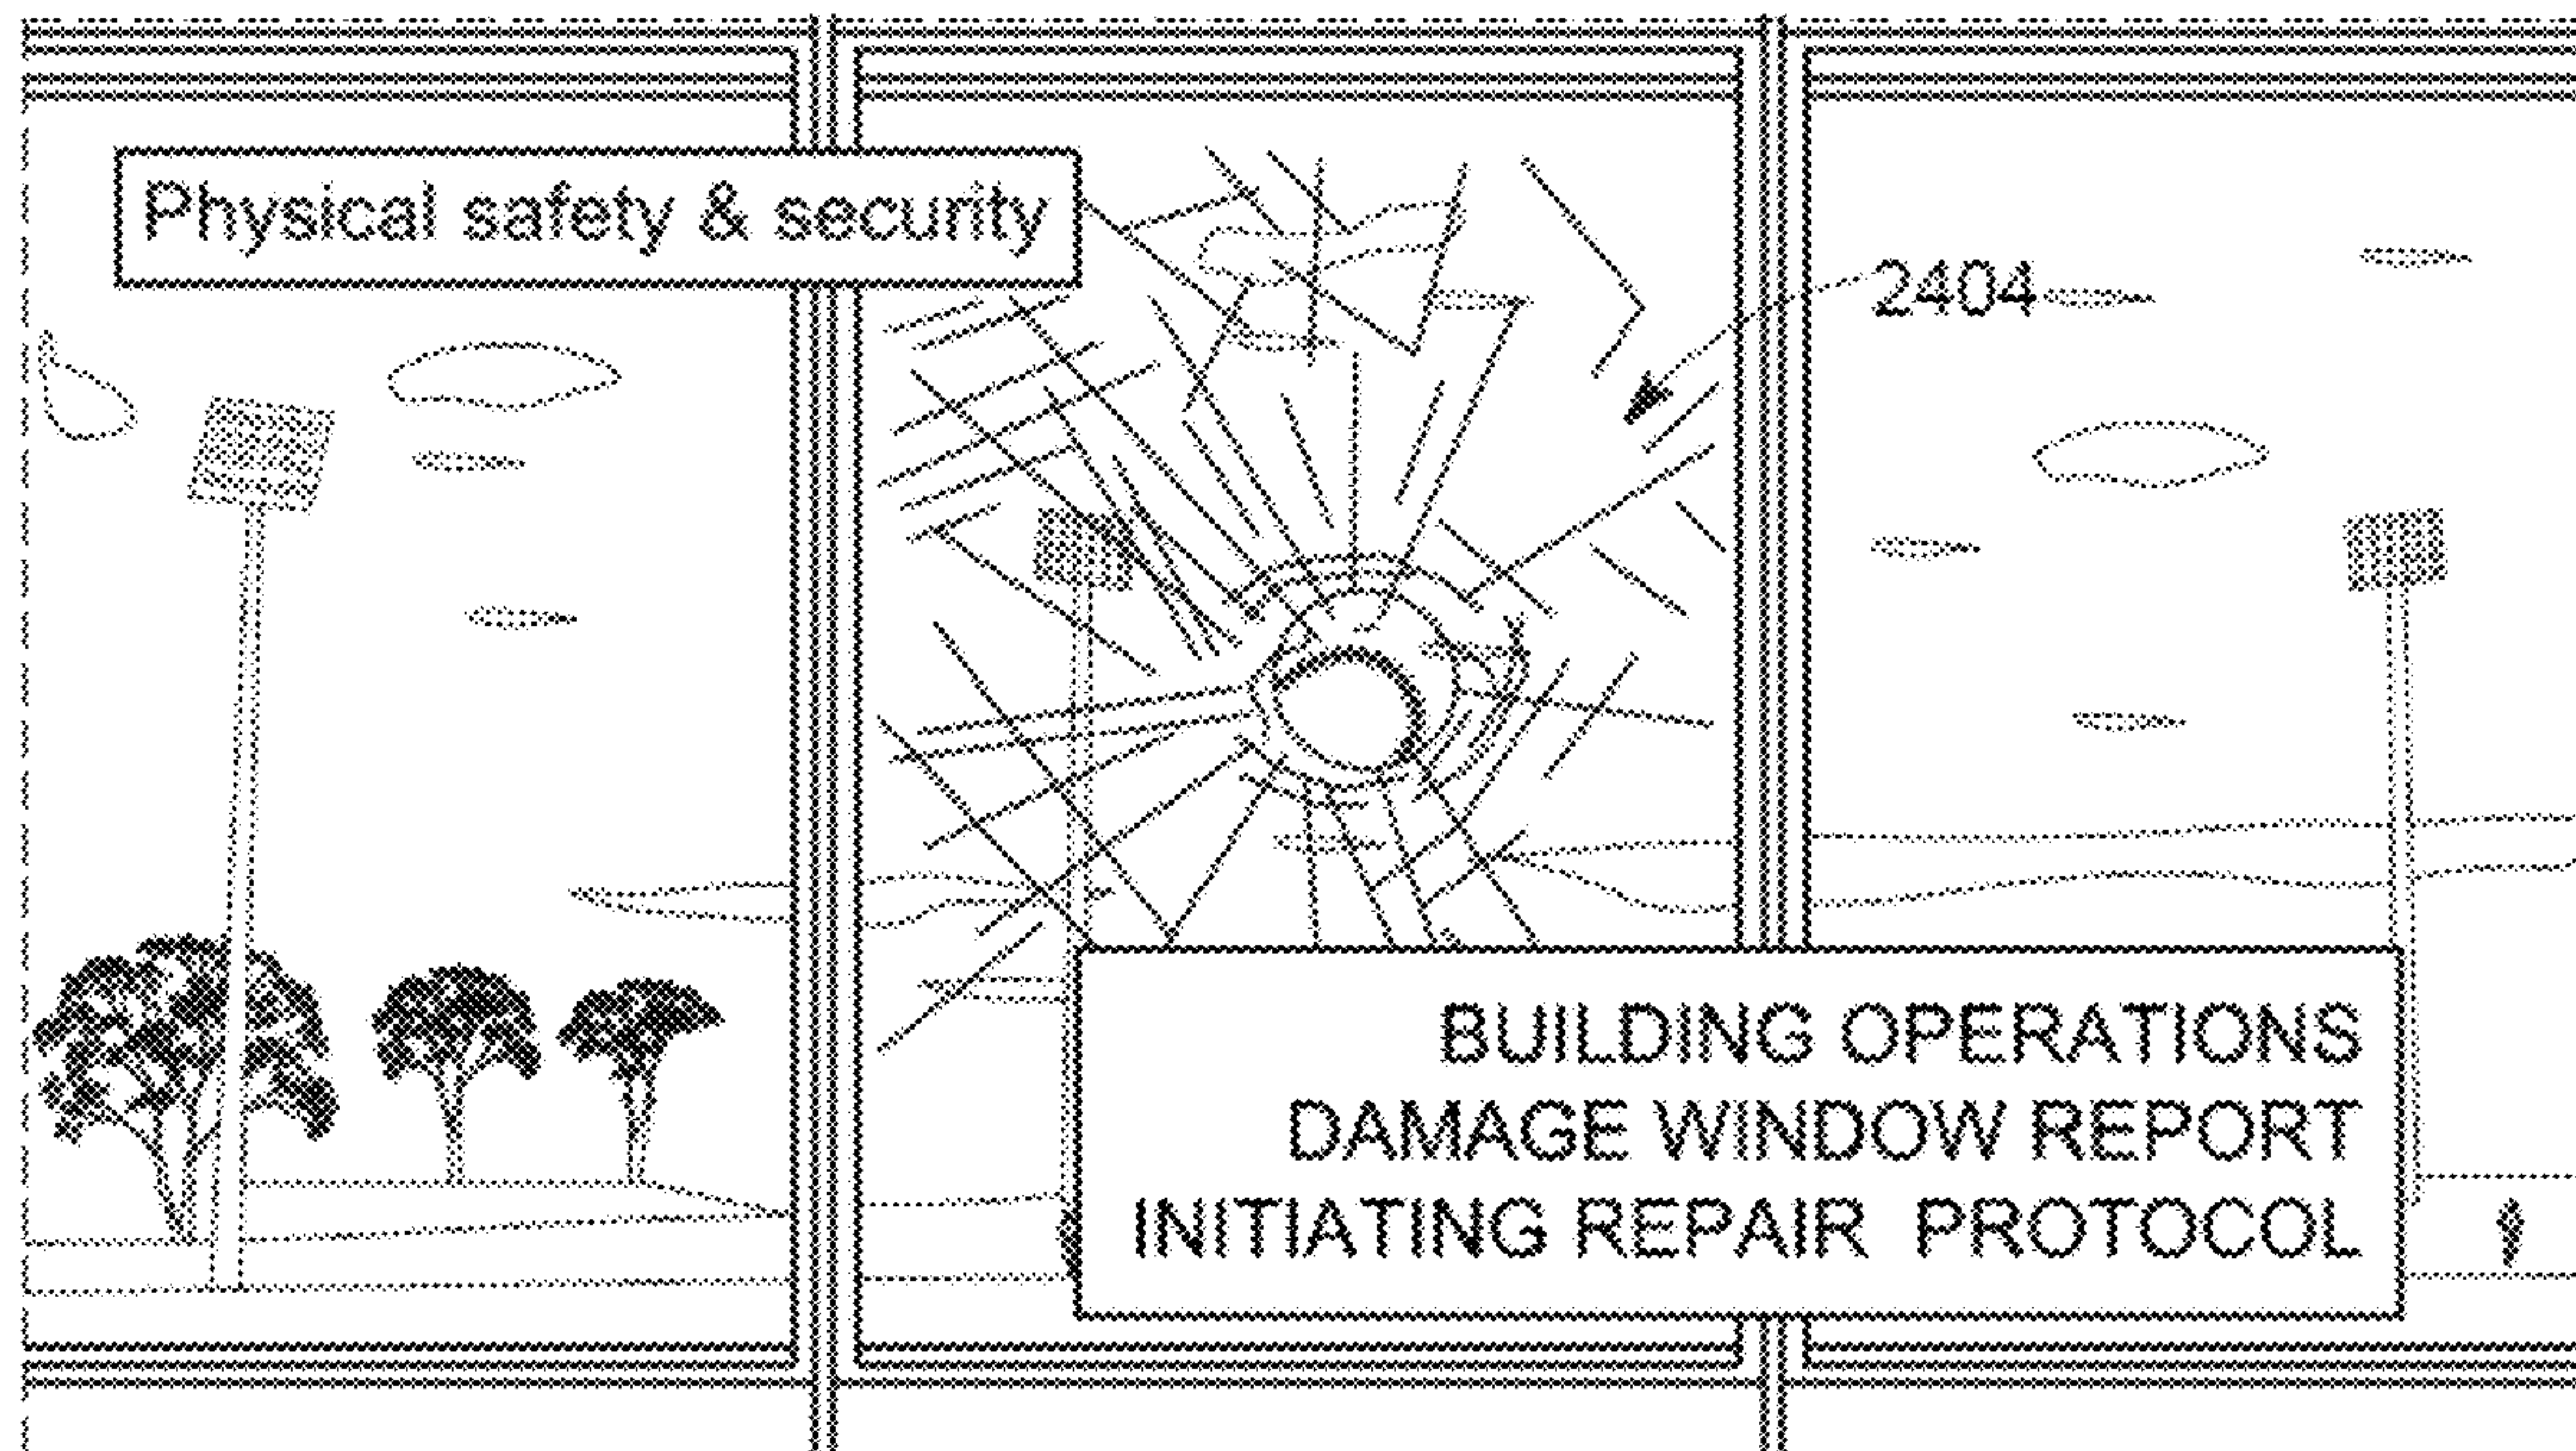 Physical safety & security
2404
BUILDING OPERATIONS
DAMAGE WINDOW REPORT
INITIATING REPAIR PROTOCOL